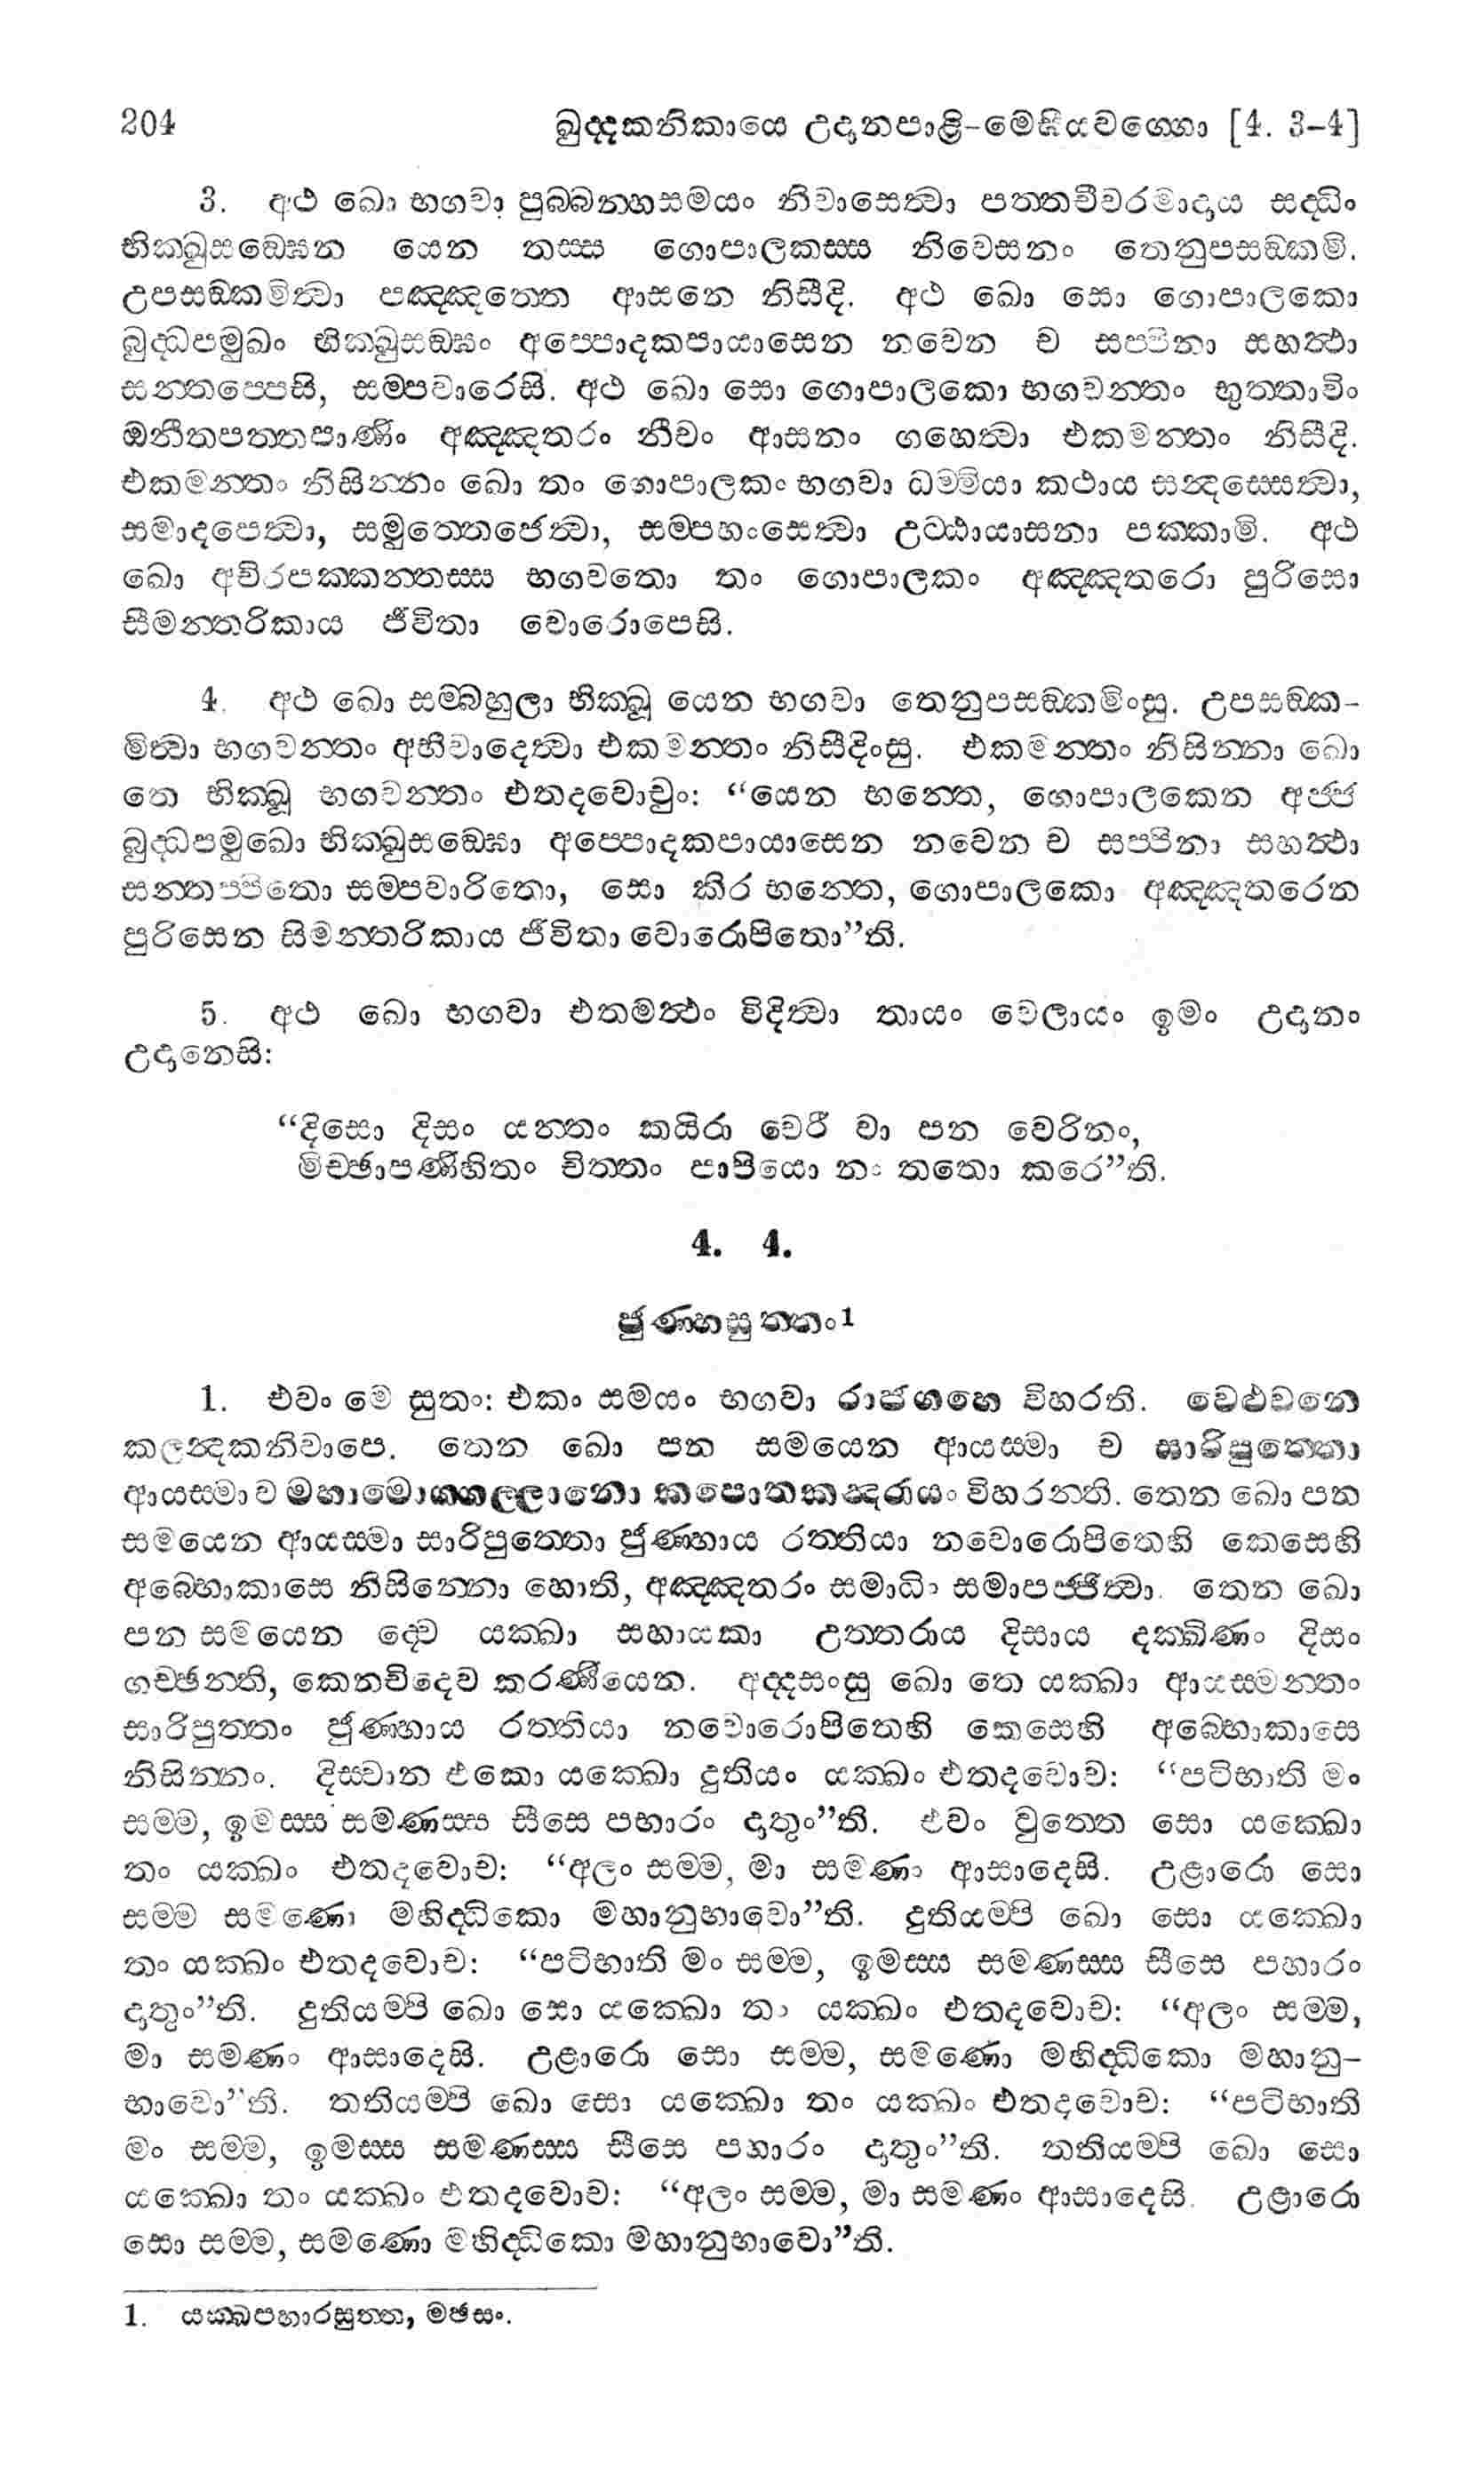 204 ඛුද්දකනිකායෙ උදානපාළි-මෙඝියවග්ගො [4. 3-4]
3. අථ ඛො භගවා පුබ්බන්හසමයං නිවාසෙත්වා පත්තචීවරමාදාය සද්ධිං
භික්ඛුසඞ්ඝෙන යෙන තස්ස ගොපාලකස්ස නිවෙසනං තෙනුපසඞ්කමි.
උපසඞ්කමිත්වා පඤ්ඤත්තෙ ආසනෙ නිසීදි. අථ ඛො සො ගොපාලකො
බුද්ධපමුඛං භික්ඛුසඞ්ඝං අප්පොදකපායාසෙන නවෙන ච සප්පිනා සහත්ථා
සන්තප්පෙසි, සම්පවාරේසි. අථ ඛො සො ගොපාලකො භගවන්තං භුත්තාවිං
ඔනීතපත්තපාණිං අඤ්ඤතරං නීචං ආසනං ගහෙත්වා එකමන්තං නිසීදි.
එකමන්තං නිසින්නං ඛො තං ගොපාලකං භගවා ධම්මියා කථාය සන්දස්සෙත්වා,
සමාදපෙත්වා, සමුත්තෙජෙත්වා, සම්පහංසෙත්වා උට්ඨායාසනා පක්කාමි. අථ
ඛො අචිරපක්කන්තස්ස භගවතො තං ගොපාලකං අඤ්ඤතරො පුරිසො
සීමන්තරිකාය ජීවිතා වොරොපෙසි.
4. අථ ඛො සම්බහුලා භික්ඛූ යෙන භගවා තෙනුපසඞ්කමිංසු. උපසඞ්ක-
මිත්වා භගවන්තං අභිවාදෙත්වා එකමන්තං නිසීදිංසු. එකමන්තං නිසින්නා ඛො
තෙ භික්ඛූ භගවන්තං එතදවොචුං: “යෙන භන්තෙ, ගොපාලකෙන අජ්ජ
බුද්ධපමුඛො භික්ඛුසඞ්ඝො අප්පොදකපායාසෙන නවෙන ච සප්පිනා සහත්ථා
සන්තප්පිතො සම්පවාරිතො, සො කිර භන්තෙ, ගොපාලකො අඤ්ඤතරෙන
පුරිසෙන සීමන්තරිකාය ජීවිතා වොරොපිතො”ති.
5. අථ ඛො භගවා එතමත්ථං විදිත්වා තායං වෙලායං ඉමං උදානං
උදානෙසි:
“දිසො දිසං යන්තං කයිරා වෙරී වා පන වෙරිනං,
මිච්ඡාපණිහිතං චිත්තං පාපියො නං තතො කරෙ”ති.
4. 4.
ජුණ්හසුත්තං1
1. එවං මෙ සුතං: එකං සමයං භගවා රාජගහෙ විහරති. වෙළුවනෙ
කලන්දකනිවාපෙ. තෙන ඛො පන සමයෙන ආයස්මා ච සාරිපුත්තො
ආයස්මා ච මහාමොග්ගල්ලානො කපොතකන්දරායං විහරන්ති. තෙන ඛො පන
සමයෙන ආයස්මා සාරිපුත්තො ජුණ්හාය රත්තියා නවොරොපිතෙහි කෙසෙහි
අබ්භොකාසෙ නිසින්නො හොති, අඤ්ඤතරං සමාධිං සමාපජ්ජිත්වා. තෙන ඛො
පන සමයෙන ද්වෙ යක්ඛා සහායකා උත්තරාය දිසාය දක්ඛිණං දිසං
ගච්ඡන්ති, කෙනචිදෙව කරණීයෙන. අද්දසංසු ඛො තෙ යක්ඛා ආයස්මන්තං
සාරිපුත්තං ජුණ්හාය රත්තියා නවොරොපිතෙහි කෙසෙහි අබ්භොකාසෙ
නිසින්නං. දිස්වාන එකො යක්ඛො දුතියං යක්ඛං එතදවොච: “පටිභාති මං
සම්ම, ඉමස්ස සමණස්ස සීසෙ පහාරං දාතුං”ති. එවං වුත්තෙ සො යක්ඛො
තං යක්ඛං එතදවොච: “අලං සම්ම, මා සමණං ආසාදෙසි. උළාරො සො
සම්ම සමණො මහිද්ධිකො මහානුභාවො”ති. දුතියම්පි ඛො සො යක්ඛො
තං යක්ඛං එතදවොච: “පටිභාති මං සම්ම, ඉමස්ස සමණස්ස සීසෙ පහාරං
දාතුං”ති. දුතියම්පි ඛො සො යක්ඛො තං යක්ඛං එතදවොච: “අලං සම්ම,
මා සමණං ආසාදෙසි. උළාරො සො සම්ම, සමණො මහිද්ධිකො මහානු-
භාවො”ති. තතියම්පි ඛො සො යක්ඛො තං යක්ඛං එතදවොච: “පටිභාති
මං සම්ම, ඉමස්ස සමණස්ස සීසෙ පහාරං දාතුං”ති. තතියම්පි ඛො සො
යක්ඛො තං යක්ඛං එතදවොච: “අලං සම්ම, මා සමණං ආසාදෙසි. උළාරො
සො සම්ම, සමණො මහිද්ධිකො මහානුභාවො”ති.
1. යක්ඛපහාරසුත්ත, මඡසං.